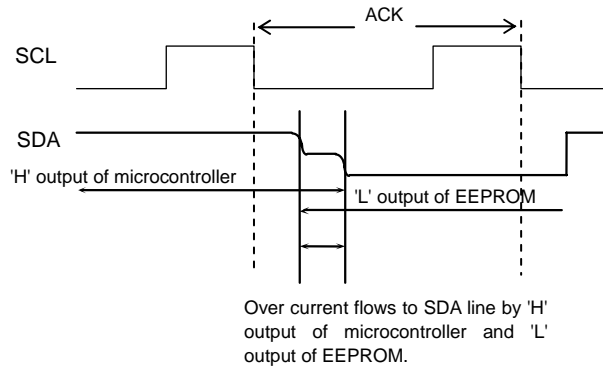 ACK
SCL
SDA
'H' output of microcontroller
'L' output of EEPROM
Over current flows to SDA line by 'H'
output of microcontroller and 'L'
output of EEPROM.